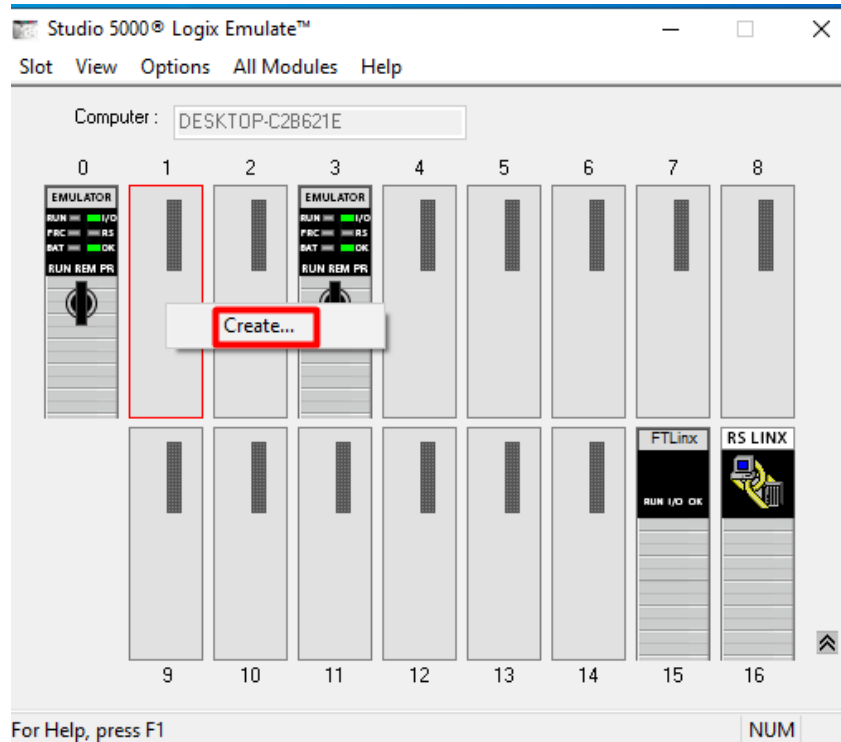 Studio 5000® Logix Emulate™
Slot View Options All Modules Help
Computer : DESKTOP-C2B621E
0 1 2 3 4 5 6 7 8
EMULATOR EMULATOR
RUN I/O RUN I/O
FRC RS FRC RS
BAT OK BAT OK
RUN REM PR RUN REM PR
Create...
FTLinx RS LINX
RUN I/O OK
9 10 11 12 13 14 15 16
For Help, press F1 NUM